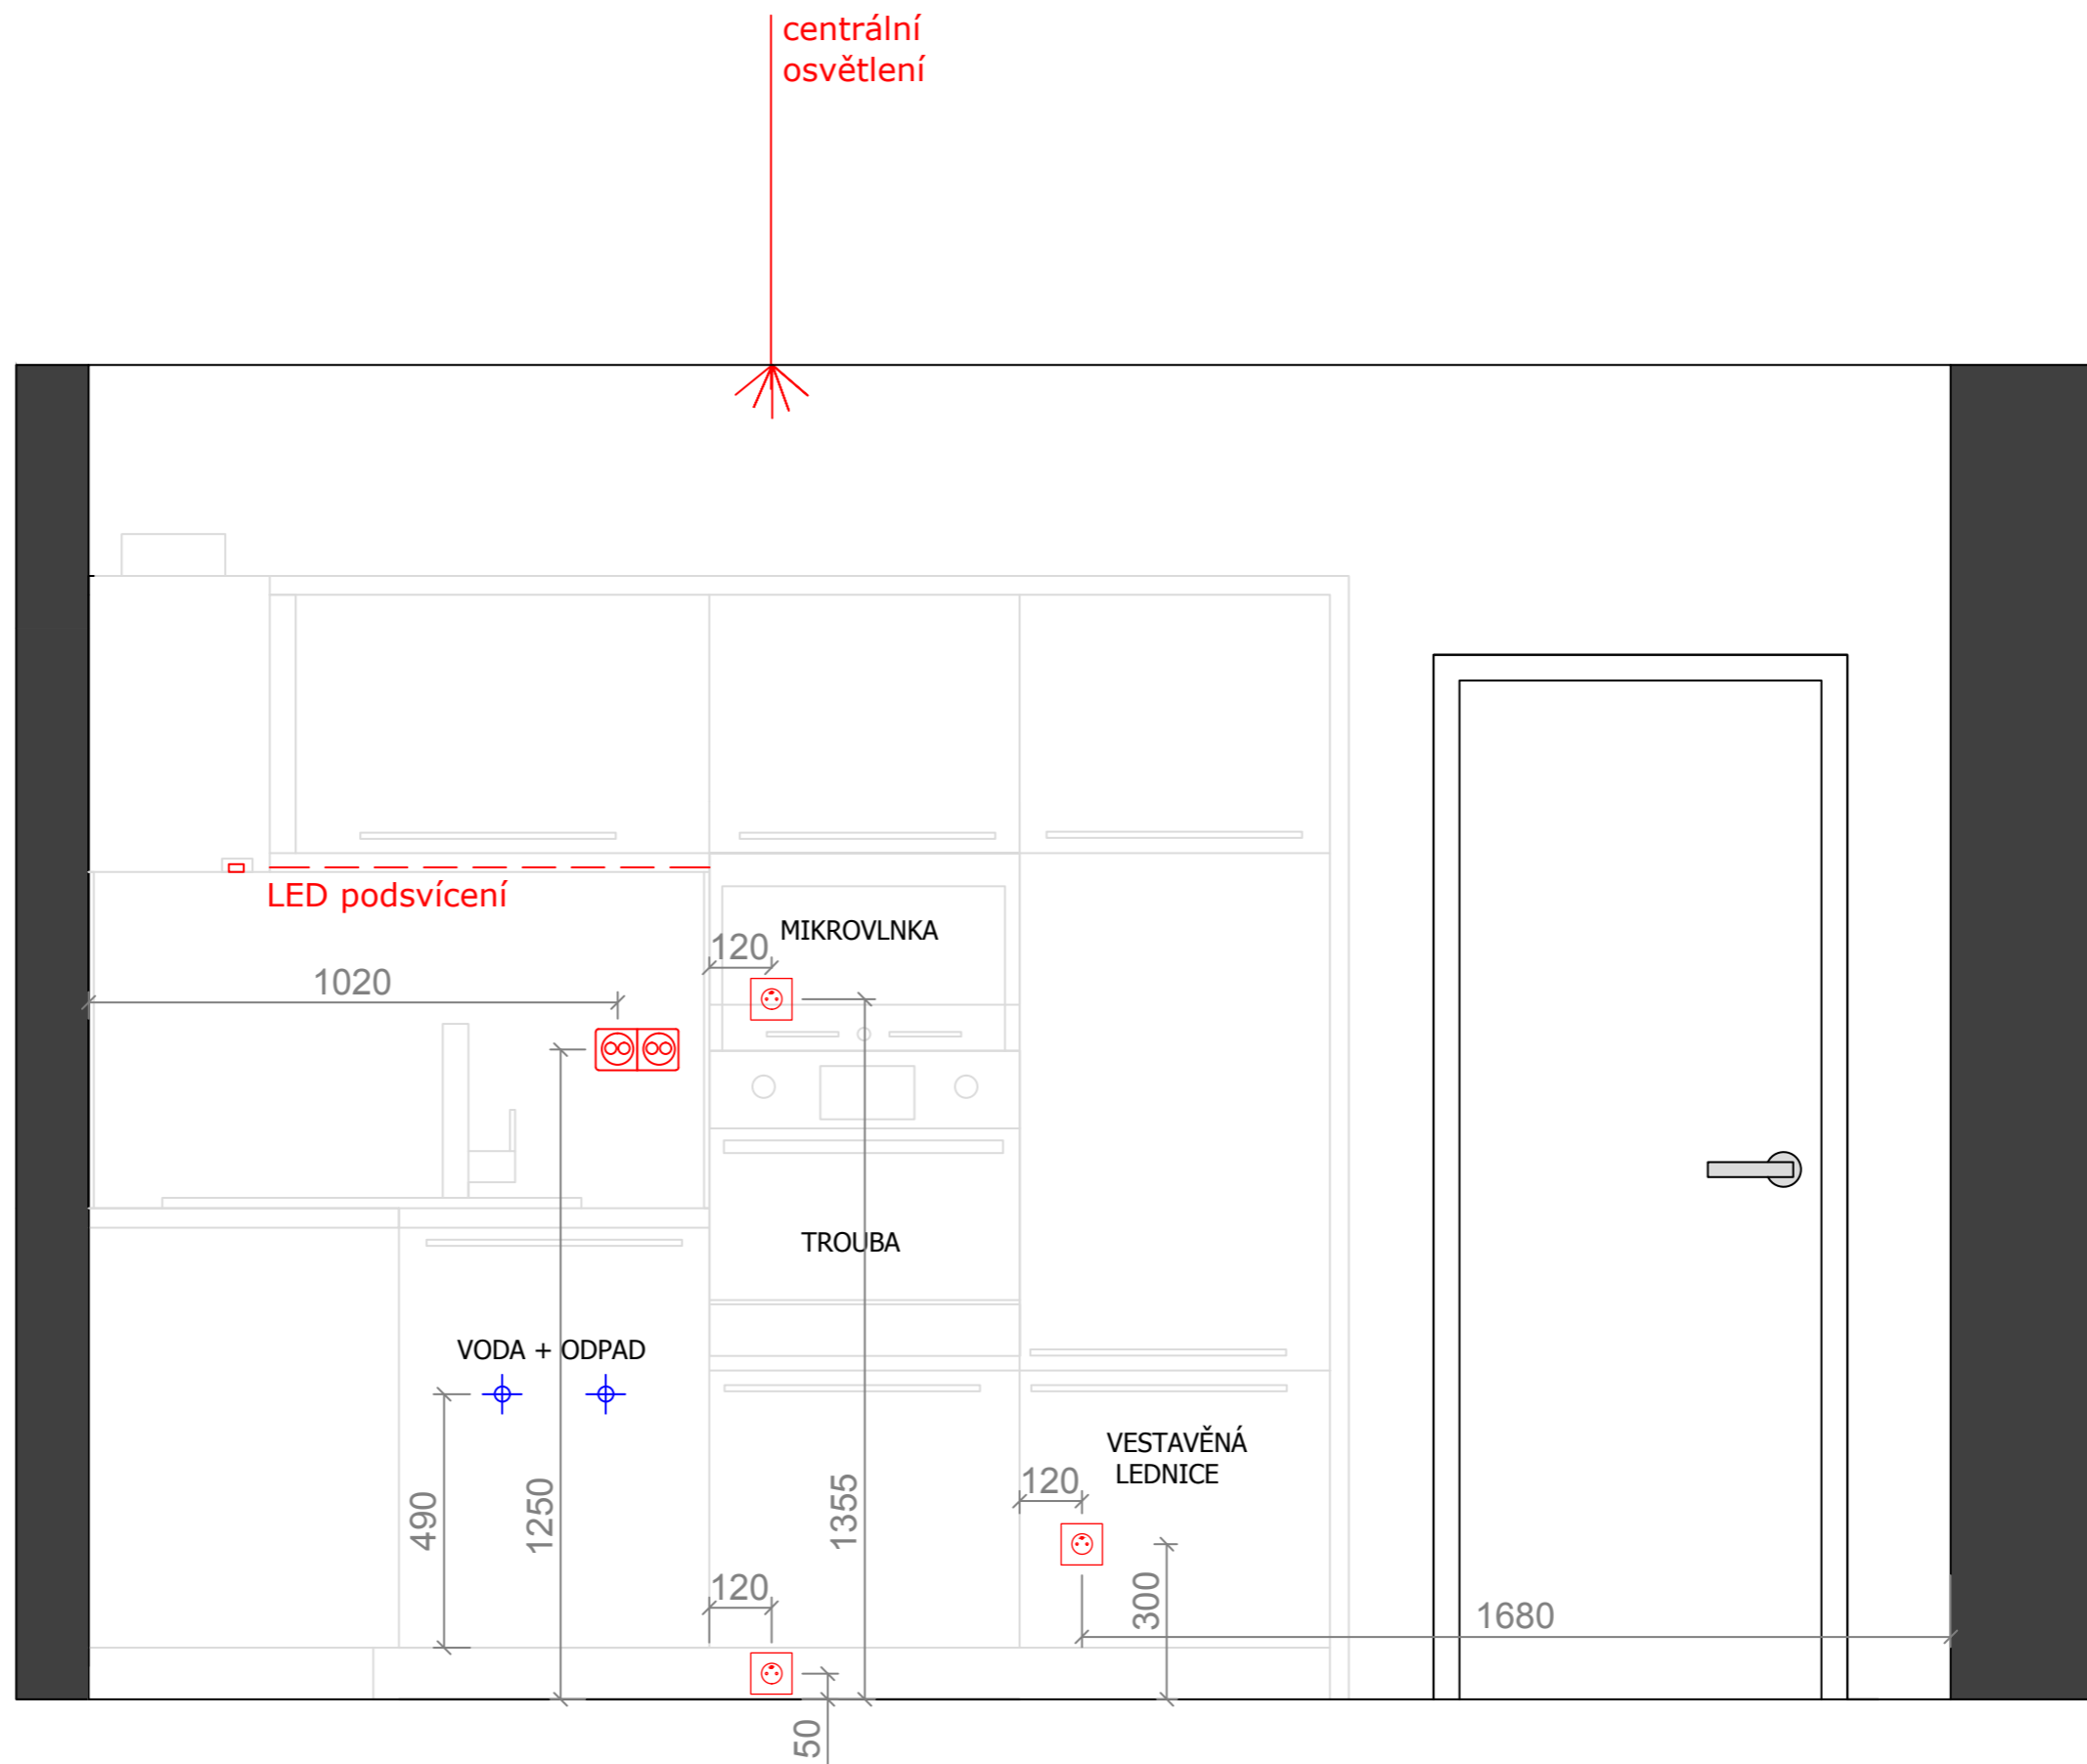 centrální
osvětlení
LED podsvícení
MIKROVLNKA
120
1020
TROUBA
VODA + ODPAD
VESTAVĚNÁ
LEDNICE
120
490
1250
1355
120
300
1680
50